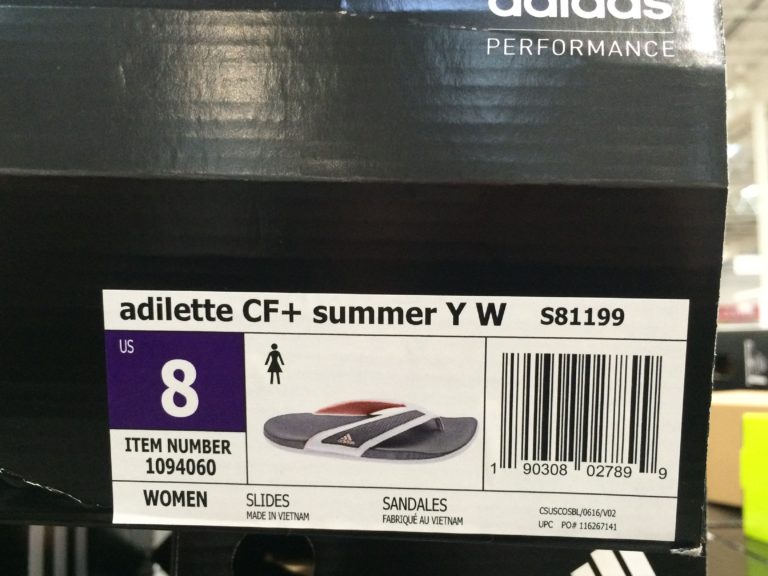 adidas
PERFORMANCE
adilette CF+ summer Y W S81199
US
8
ITEM NUMBER
1094060
WOMEN
SLIDES
MADE IN VIETNAM
SANDALES
FABRIQUÉ AU VIETNAM
1 90308 02789 9
CSUSCOSBL/0616/V02
UPC PO# 116267141